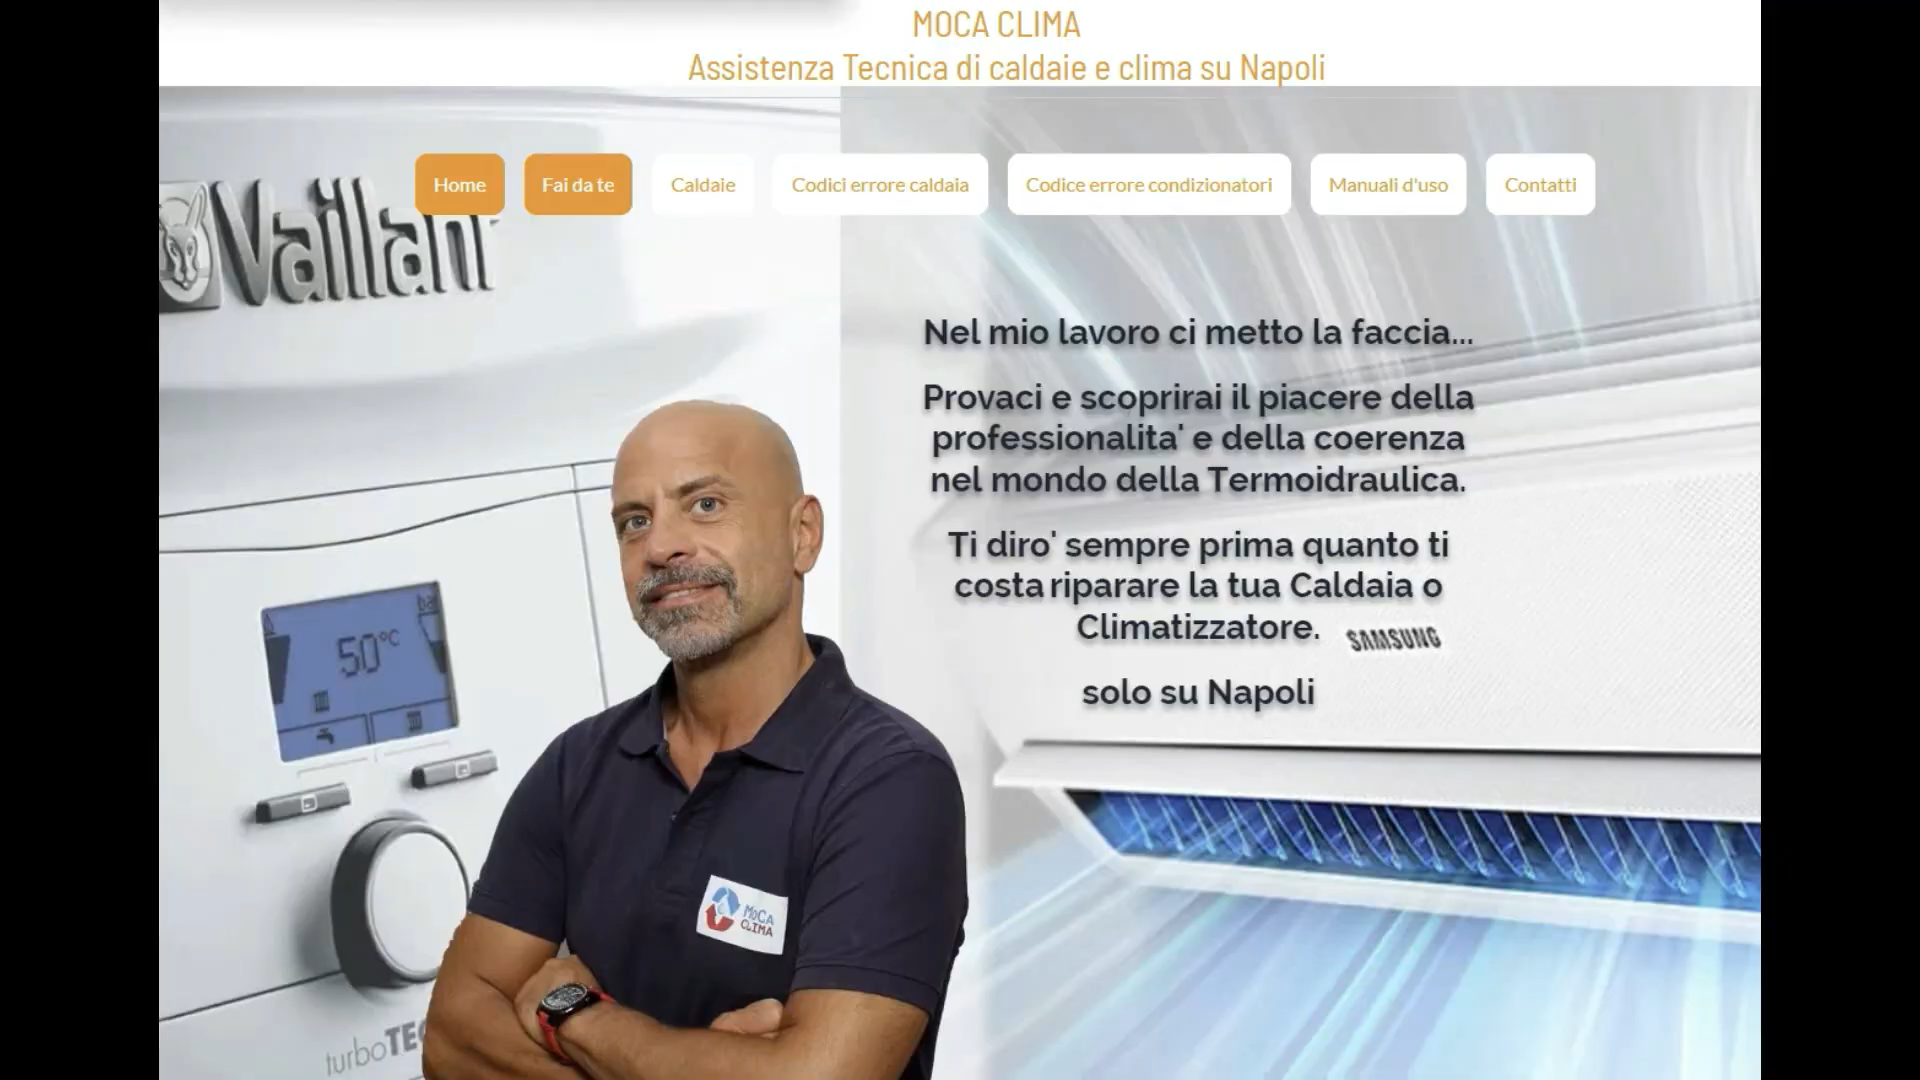 MOCA CLIMA
Assistenza Tecnica di caldaie e clima su Napoli
Home
Fai da te
Caldaie
Codici errore caldaia
Codice errore condizionatori
Manuali d'uso
Contatti
Vaillant
Nel mio lavoro ci metto la faccia...
Provaci e scoprirai il piacere della
professionalita' e della coerenza
nel mondo della Termoidraulica.
Ti diro' sempre prima quanto ti
costa riparare la tua Caldaia o
Climatizzatore.
SAMSUNG
solo su Napoli
bar
50°C
MOCA
CLIMA
turboTEC